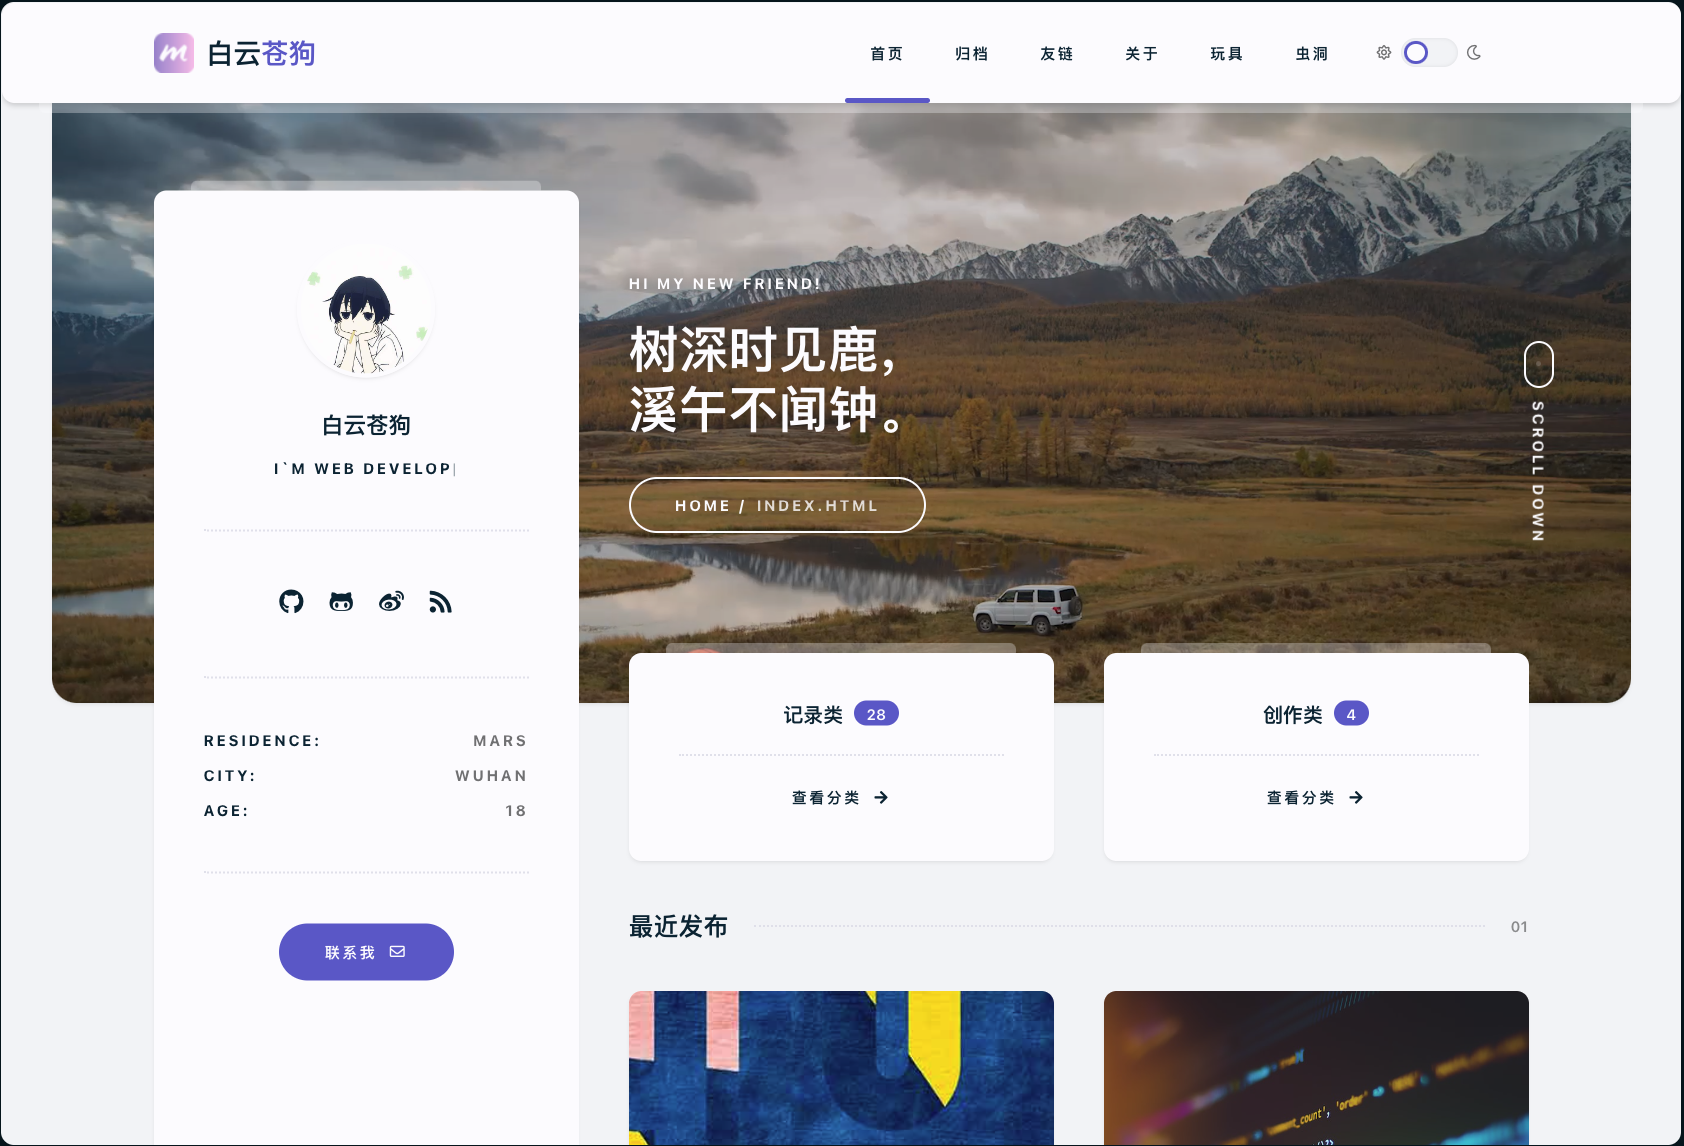 白云苍狗
首页
归档
友链
关于
玩具
虫洞
HI MY NEW FRIEND!
树深时见鹿，
溪午不闻钟。
HOME / INDEX.HTML
SCROLL DOWN
白云苍狗
I`M WEB DEVELOP
RESIDENCE: MARS
CITY: WUHAN
AGE: 18
联系我
记录类 28
查看分类
创作类 4
查看分类
最近发布
01
'order'